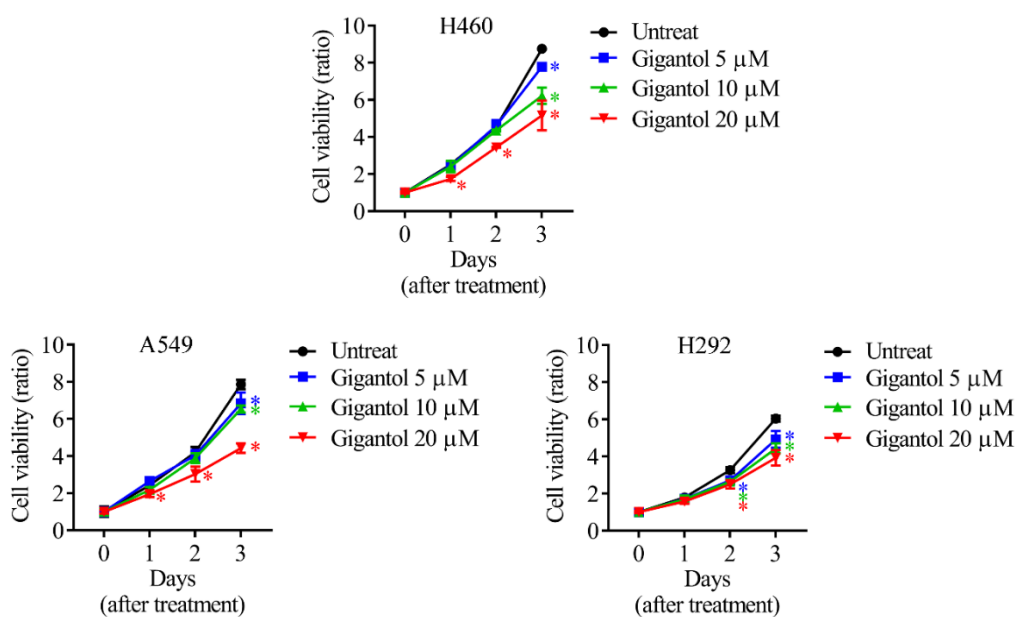 H460
Cell viability (ratio)
10
8
6
4
2
0
0 1 2 3
Days
(after treatment)
Untreat
Gigantol 5 µM
Gigantol 10 µM
Gigantol 20 µM
*
*
*
*
*
A549
Cell viability (ratio)
10
8
6
4
2
0
0 1 2 3
Days
(after treatment)
Untreat
Gigantol 5 µM
Gigantol 10 µM
Gigantol 20 µM
*
*
*
*
*
H292
Cell viability (ratio)
10
8
6
4
2
0
0 1 2 3
Days
(after treatment)
Untreat
Gigantol 5 µM
Gigantol 10 µM
Gigantol 20 µM
*
*
*
*
*
*